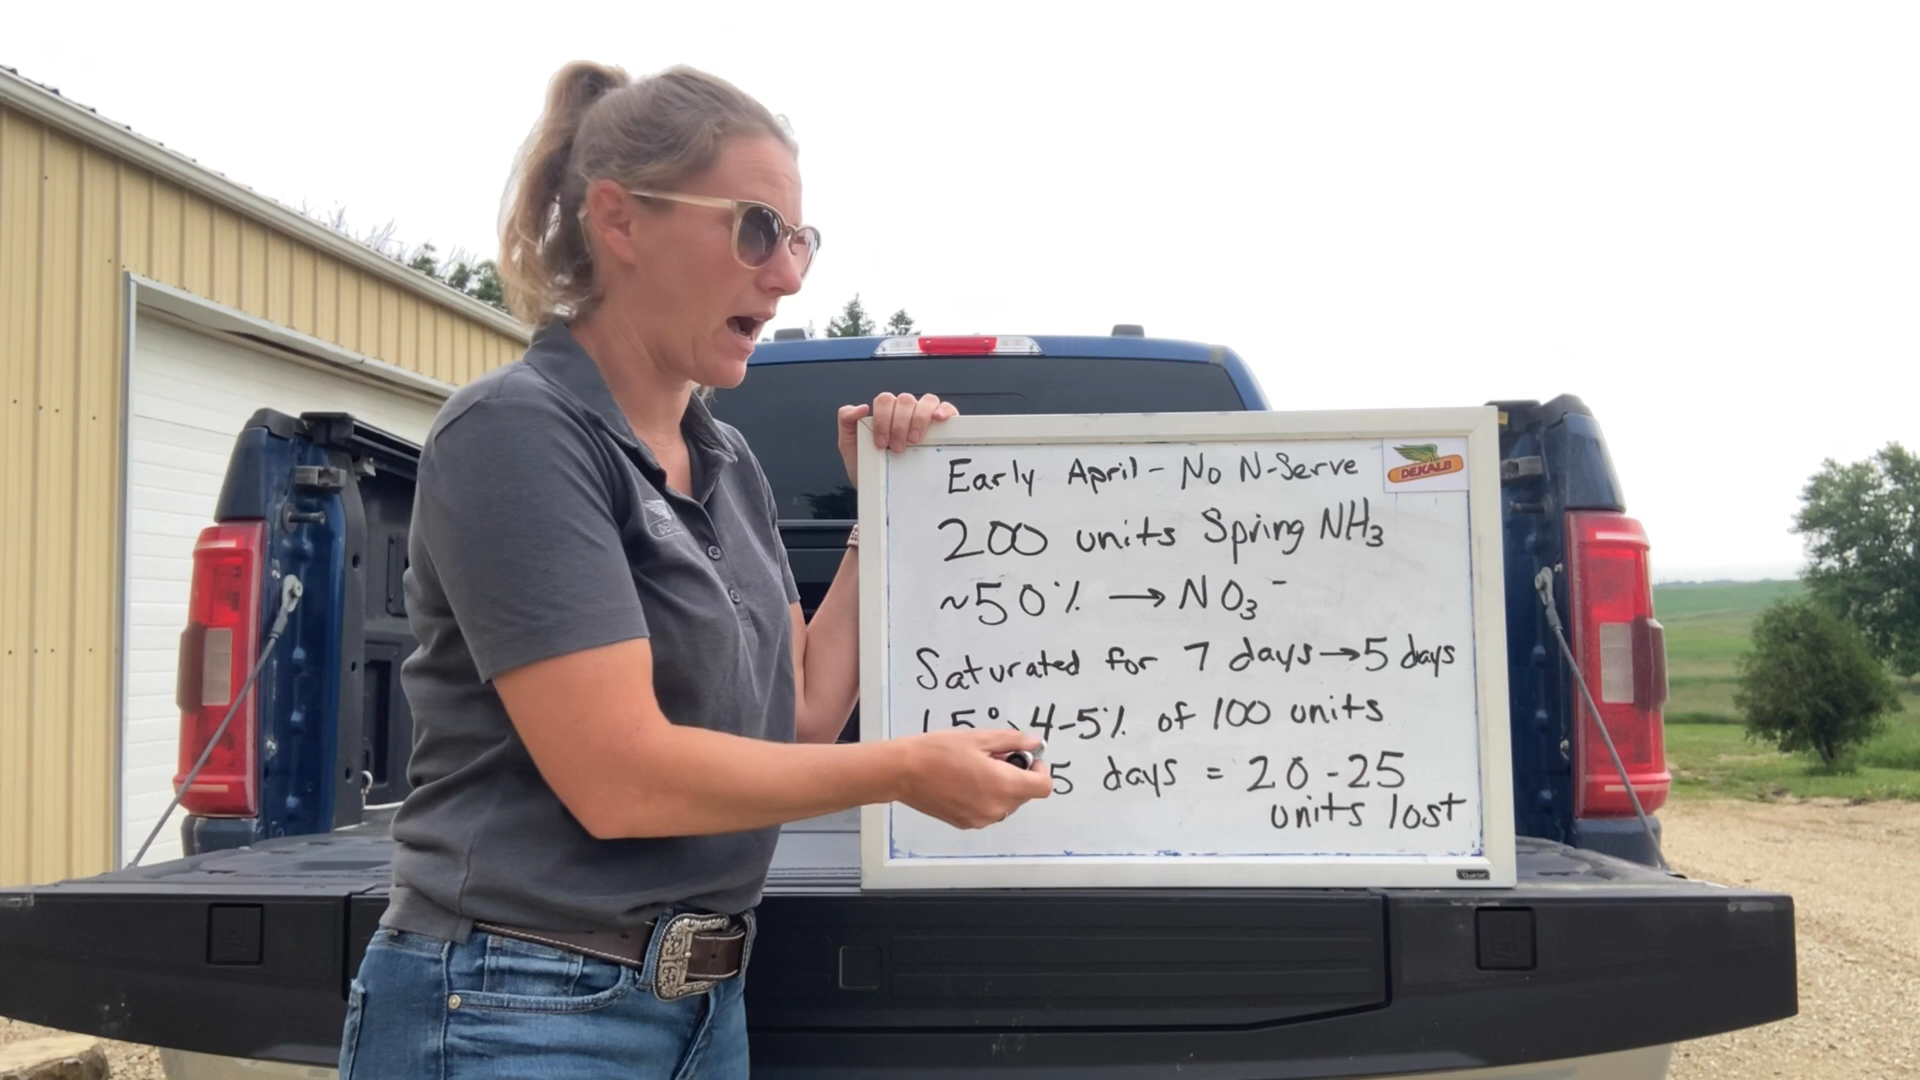 Early April - No N-Serve
DEKALB
200 units Spring NH3
~50% → NO3-
Saturated for 7 days → 5 days
4-5% of 100 units
5 days = 20-25
units lost